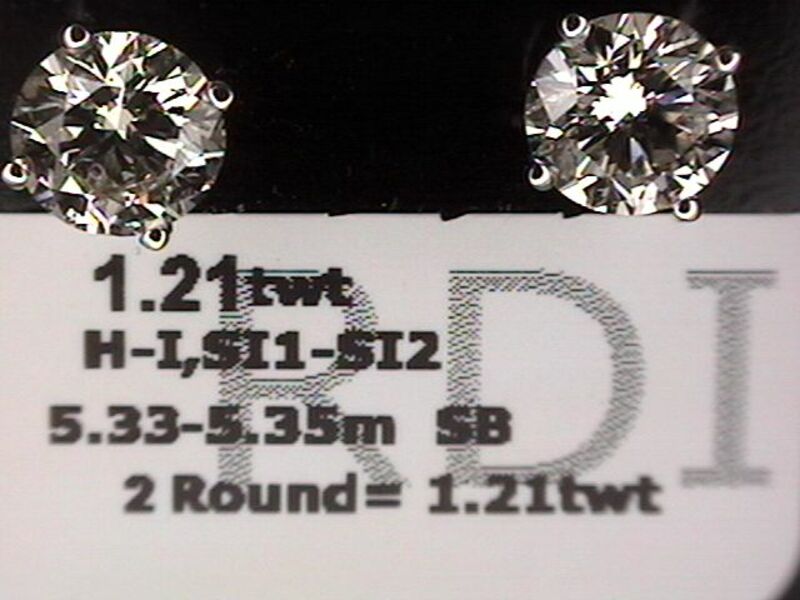 1.21twt
H-I,SI1-SI2
5.33-5.35m SB
2 Round= 1.21twt
RDI